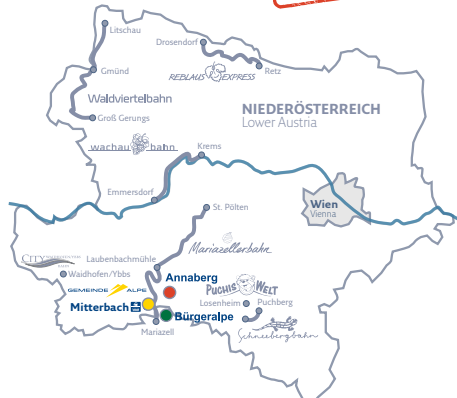 Litschau
Drosendorf
Gmünd
REBLAUS EXPRESS
Retz
Waldviertelbahn
NIEDERÖSTERREICH
Lower Austria
Groß Gerungs
wachau bahn
Krems
Emmersdorf
Wien
Vienna
St. Pölten
Mariazellerbahn
CITYBAHN
Laubenbachmühle
Waidhofen/Ybbs
Annaberg
PUCHIS WELT
GEMEINDE ALPE
Losenheim
Puchberg
Mitterbach
Bürgeralpe
Mariazell
Schneebergbahn